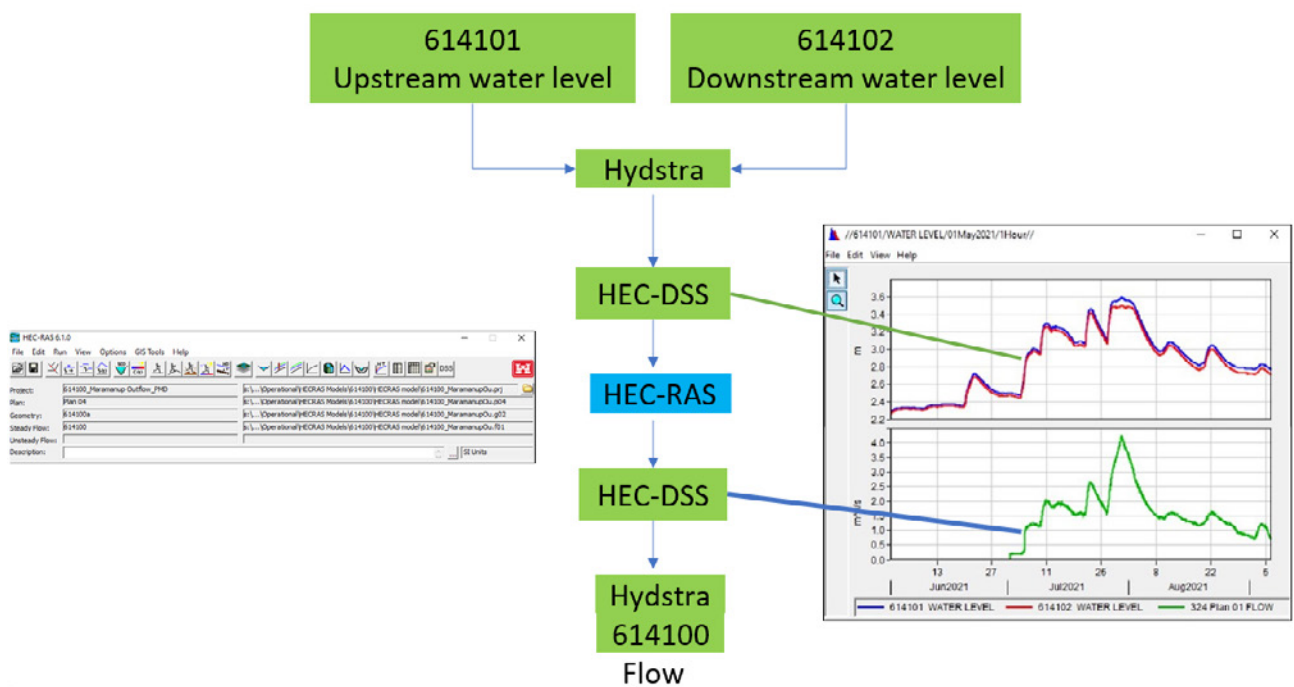 614101
Upstream water level
614102
Downstream water level
Hydstra
HEC-DSS
HEC-RAS
HEC-DSS
Hydstra
614100
Flow
HEC-RAS 6.1.0
File Edit Run View Options GIS Tools Help
DSS
Project: 614100_Maramanup Outflow_PMD
Plan: Plan 04
Geometry: 614100a
Steady Flow: 614100
Unsteady Flow:
Description: ... SI Units
//614101/WATER LEVEL/01May2021/1Hour//
File Edit View Help
3.6
3.4
3.2
3.0
2.8
2.6
2.4
2.2
m
4.0
3.5
3.0
2.5
2.0
1.5
1.0
0.5
0.0
13 27 11 26 8 22 5
Jun2021 Jul2021 Aug2021
614101 WATER LEVEL 614102 WATER LEVEL 324 Plan 01 FLOW